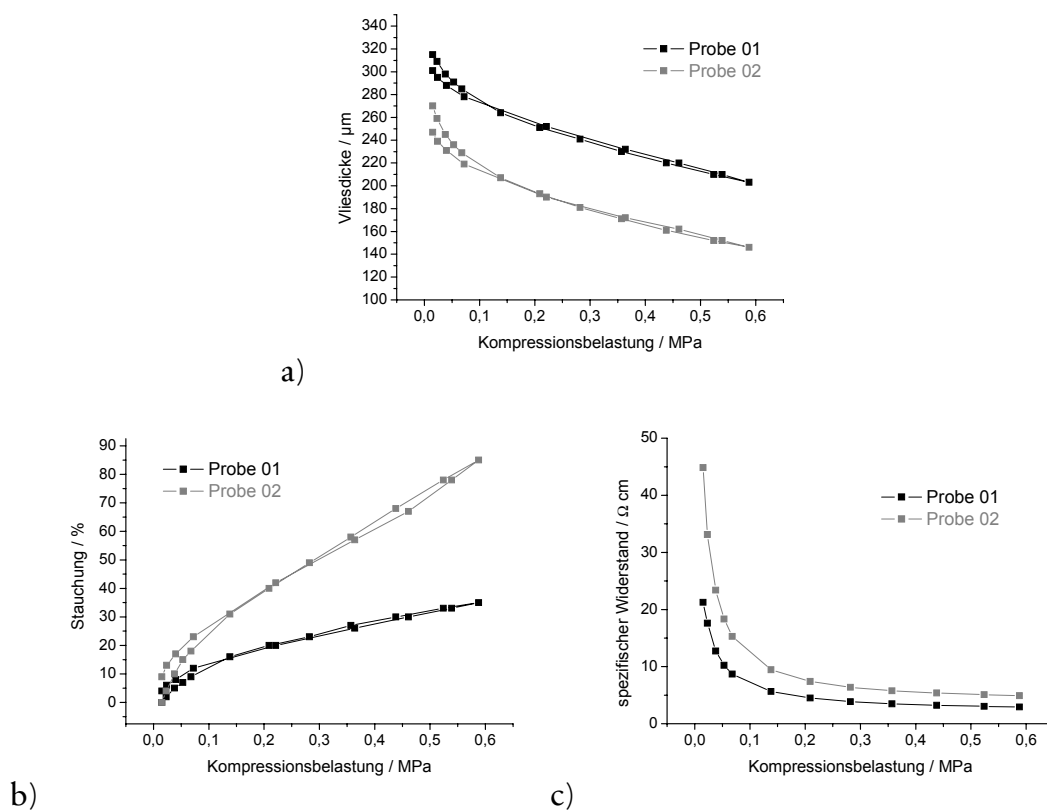 340
320
300
280
260
240
220
200
180
160
140
120
100
Vliesdicke / µm
Probe 01
Probe 02
0,0 0,1 0,2 0,3 0,4 0,5 0,6
Kompressionsbelastung / MPa
a)
90
80
70
60
50
40
30
20
10
0
Stauchung / %
Probe 01
Probe 02
0,0 0,1 0,2 0,3 0,4 0,5 0,6
Kompressionsbelastung / MPa
b)
50
40
30
20
10
0
spezifischer Widerstand / Ω cm
Probe 01
Probe 02
0,0 0,1 0,2 0,3 0,4 0,5 0,6
Kompressionsbelastung / MPa
c)